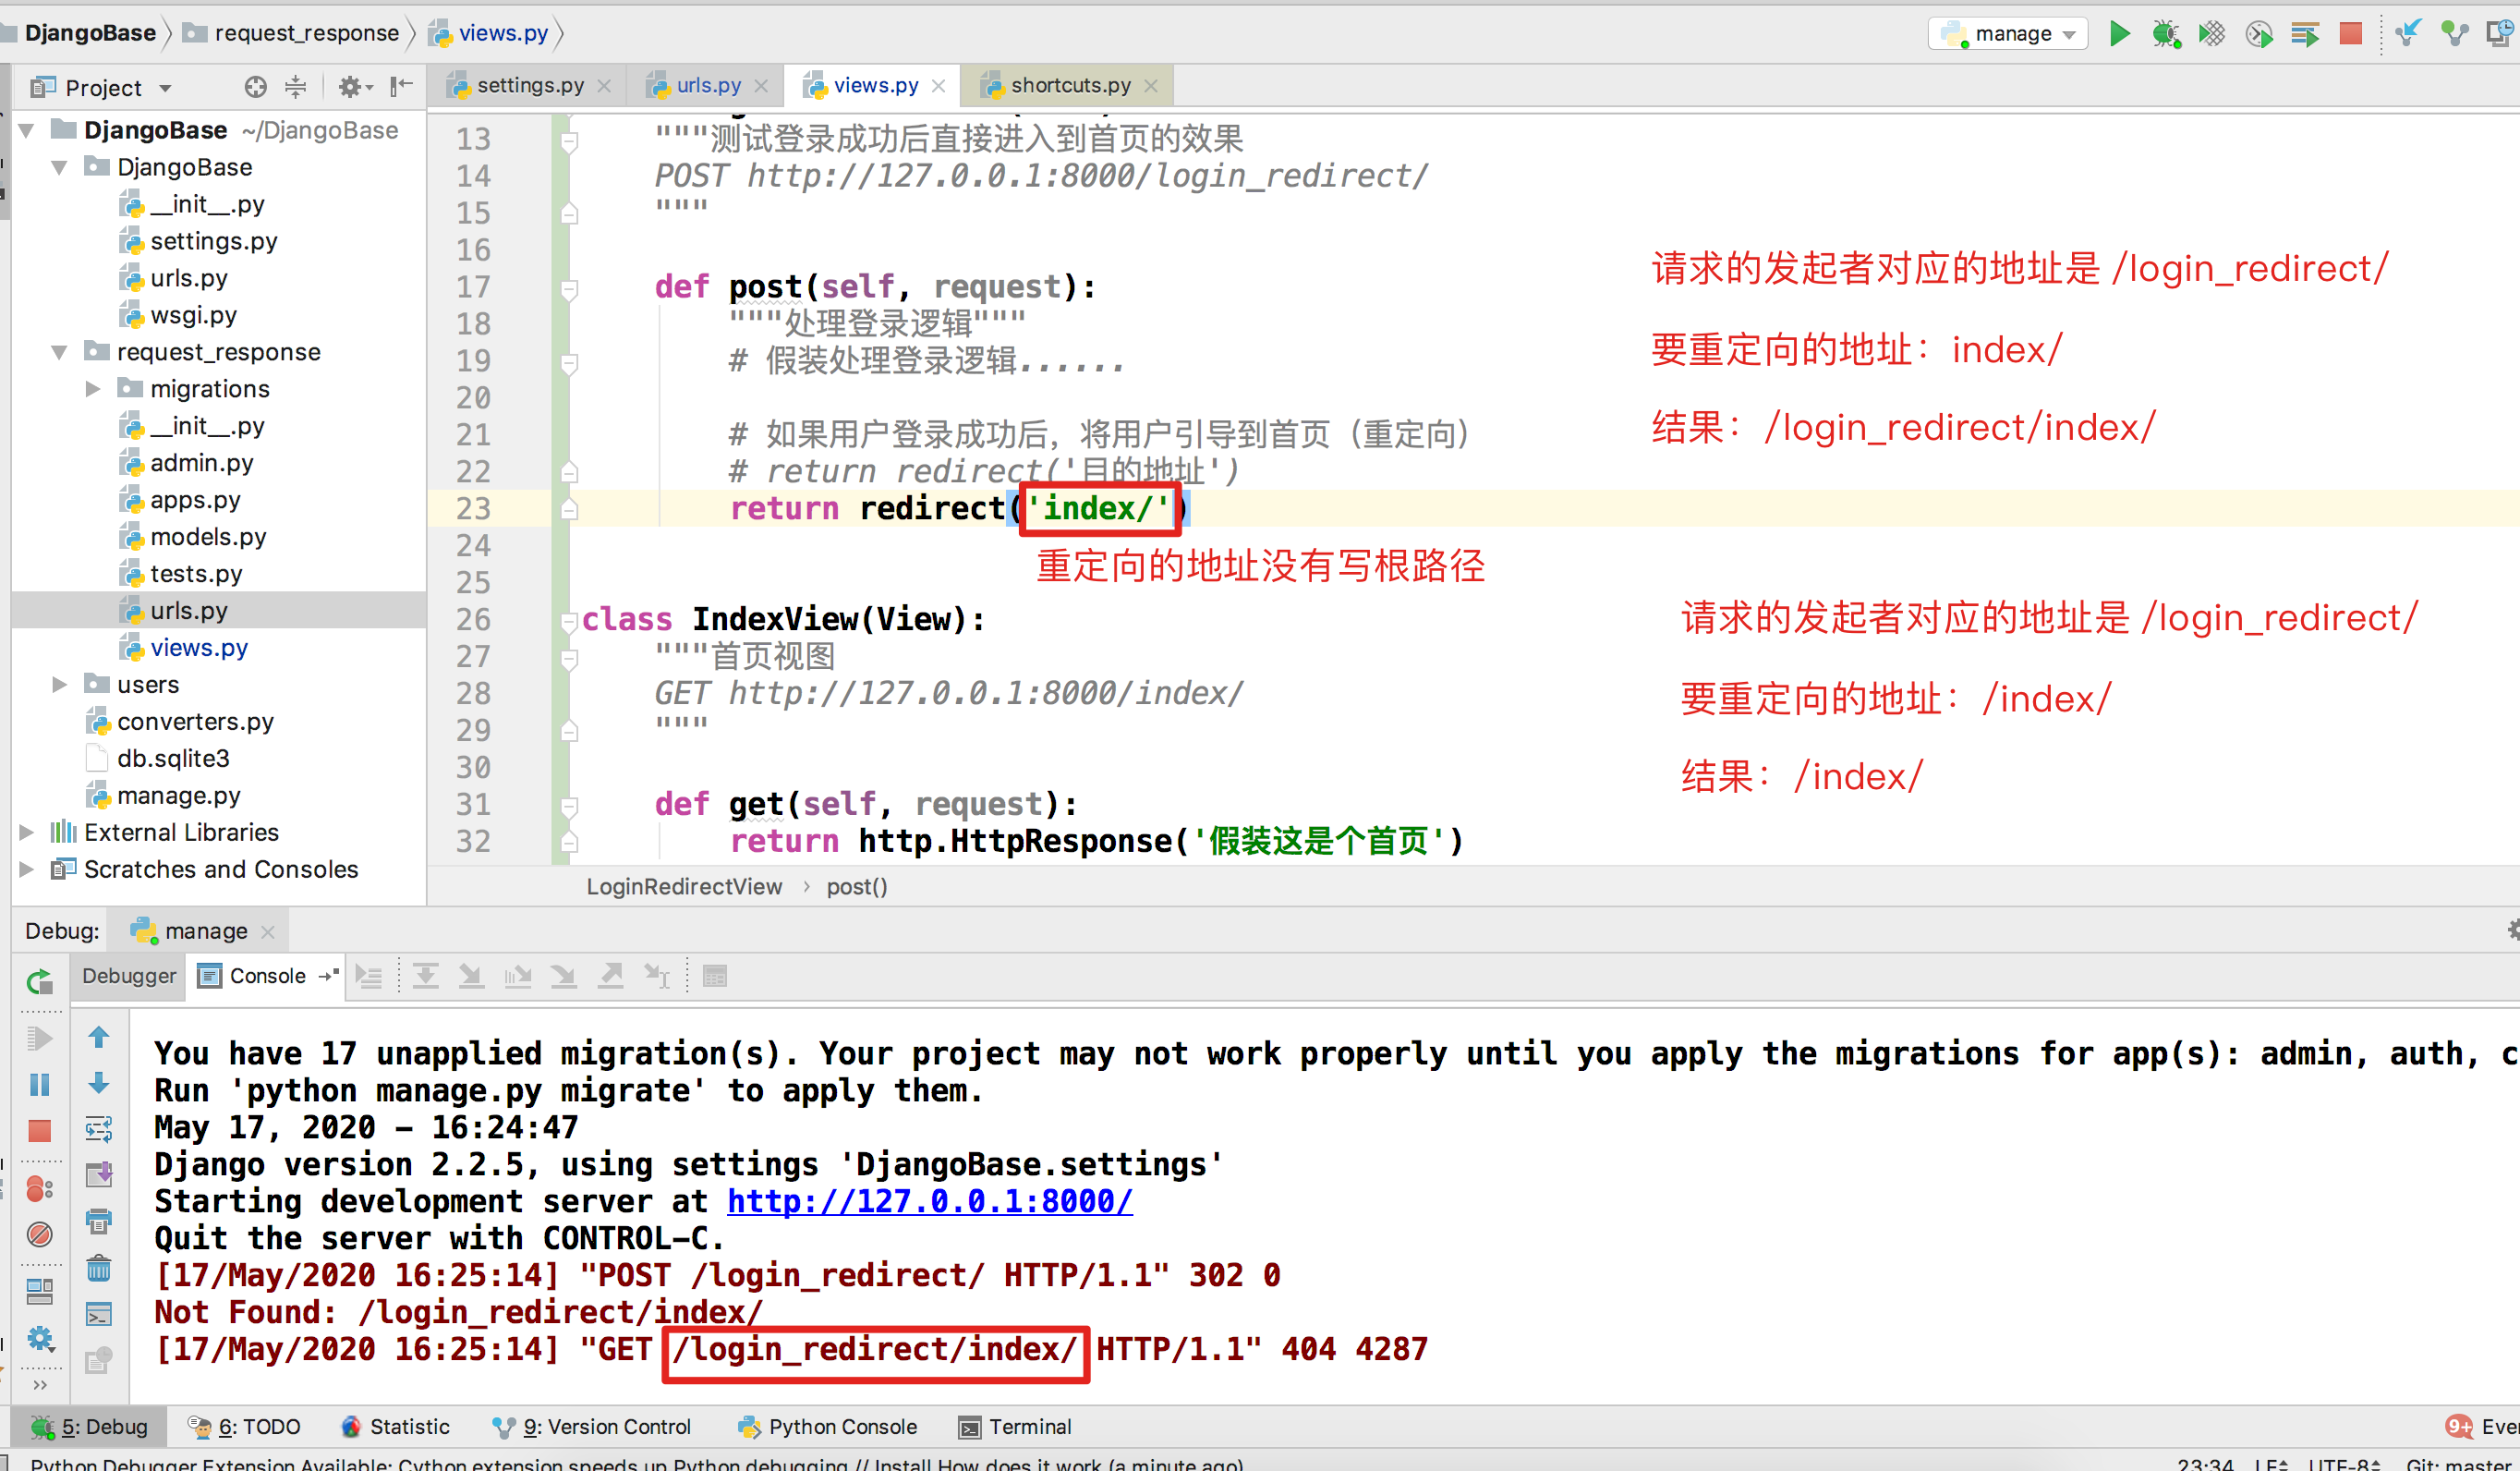 DjangoBase request_response views.py manage
Project settings.py urls.py views.py shortcuts.py
DjangoBase ~/DjangoBase
DjangoBase
__init__.py
settings.py
urls.py
wsgi.py
request_response
migrations
__init__.py
admin.py
apps.py
models.py
tests.py
urls.py
views.py
users
converters.py
db.sqlite3
manage.py
External Libraries
Scratches and Consoles
13 """测试登录成功后直接进入到首页的效果
14 POST http://127.0.0.1:8000/login_redirect/
15 """
16
17 def post(self, request):
18 """处理登录逻辑"""
19 # 假装处理登录逻辑......
20
21 # 如果用户登录成功后，将用户引导到首页（重定向）
22 # return redirect('目的地址')
23 return redirect('index/')
24
25
26 class IndexView(View):
27 """首页视图
28 GET http://127.0.0.1:8000/index/
29 """
30
31 def get(self, request):
32 return http.HttpResponse('假装这是个首页')
请求的发起者对应的地址是 /login_redirect/
要重定向的地址：index/
结果：/login_redirect/index/
重定向的地址没有写根路径
请求的发起者对应的地址是 /login_redirect/
要重定向的地址：/index/
结果：/index/
LoginRedirectView › post()
Debug: manage
Debugger Console
You have 17 unapplied migration(s). Your project may not work properly until you apply the migrations for app(s): admin, auth, c
Run 'python manage.py migrate' to apply them.
May 17, 2020 - 16:24:47
Django version 2.2.5, using settings 'DjangoBase.settings'
Starting development server at http://127.0.0.1:8000/
Quit the server with CONTROL-C.
[17/May/2020 16:25:14] "POST /login_redirect/ HTTP/1.1" 302 0
Not Found: /login_redirect/index/
[17/May/2020 16:25:14] "GET /login_redirect/index/ HTTP/1.1" 404 4287
5: Debug 6: TODO Statistic 9: Version Control Python Console Terminal 9+ Even
Python Debugger Extension Available: Cython extension speeds up Python debugging // Install How does it work (a minute ago) 23:34 LF UTF-8 Git: master